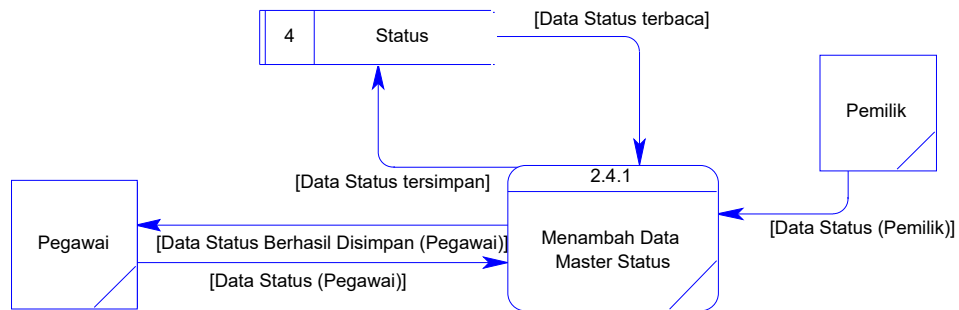 [Data Status terbaca]
4
Status
Pemilik
[Data Status tersimpan]
2.4.1
[Data Status (Pemilik)]
Pegawai
[Data Status Berhasil Disimpan (Pegawai)]
Menambah Data
Master Status
[Data Status (Pegawai)]